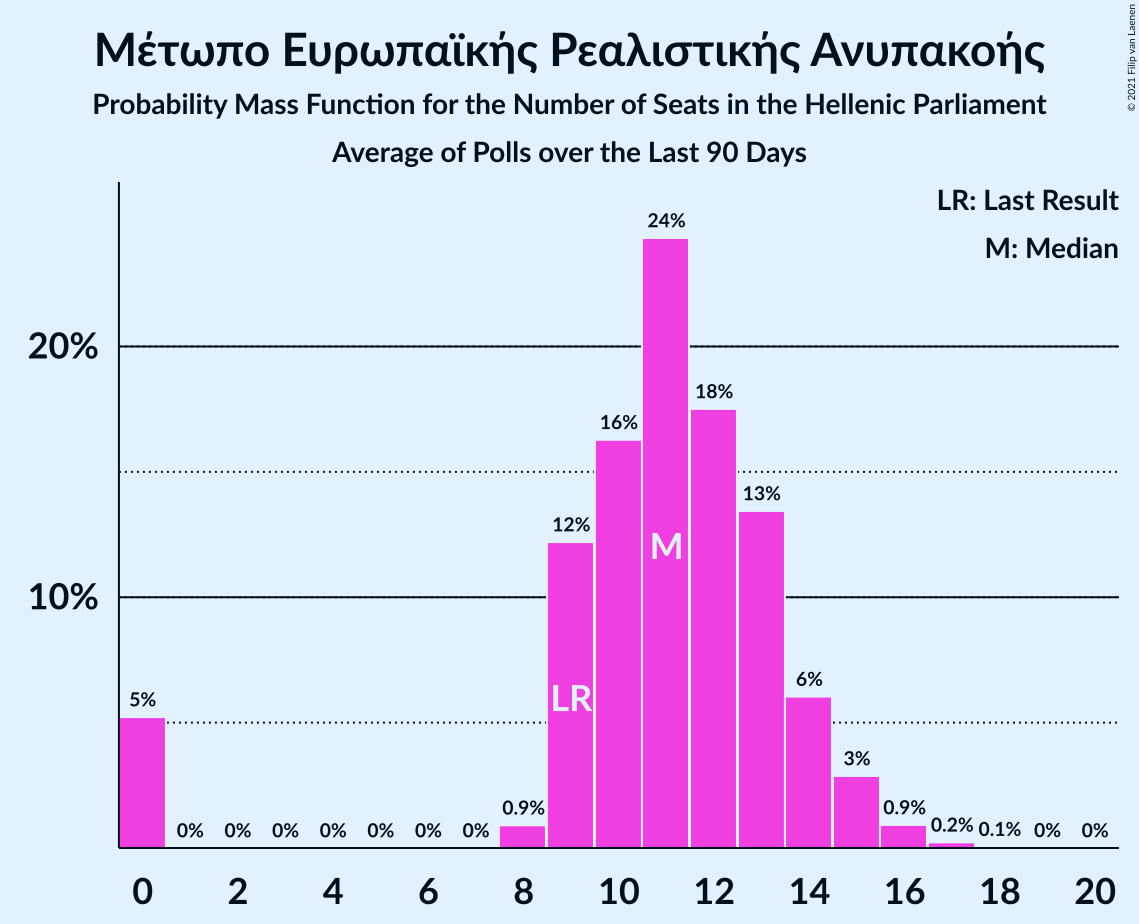 Μέτωπο Ευρωπαϊκής Ρεαλιστικής Ανυπακοής
Probability Mass Function for the Number of Seats in the Hellenic Parliament
Average of Polls over the Last 90 Days
© 2021 Filip van Laenen
LR: Last Result
M: Median
24%
20%
18%
16%
13%
12%
M
10%
6%
5%
LR
3%
0.9%
0.9%
0% 0% 0% 0% 0% 0% 0%
0.2% 0.1% 0% 0%
0 2 4 6 8 10 12 14 16 18 20